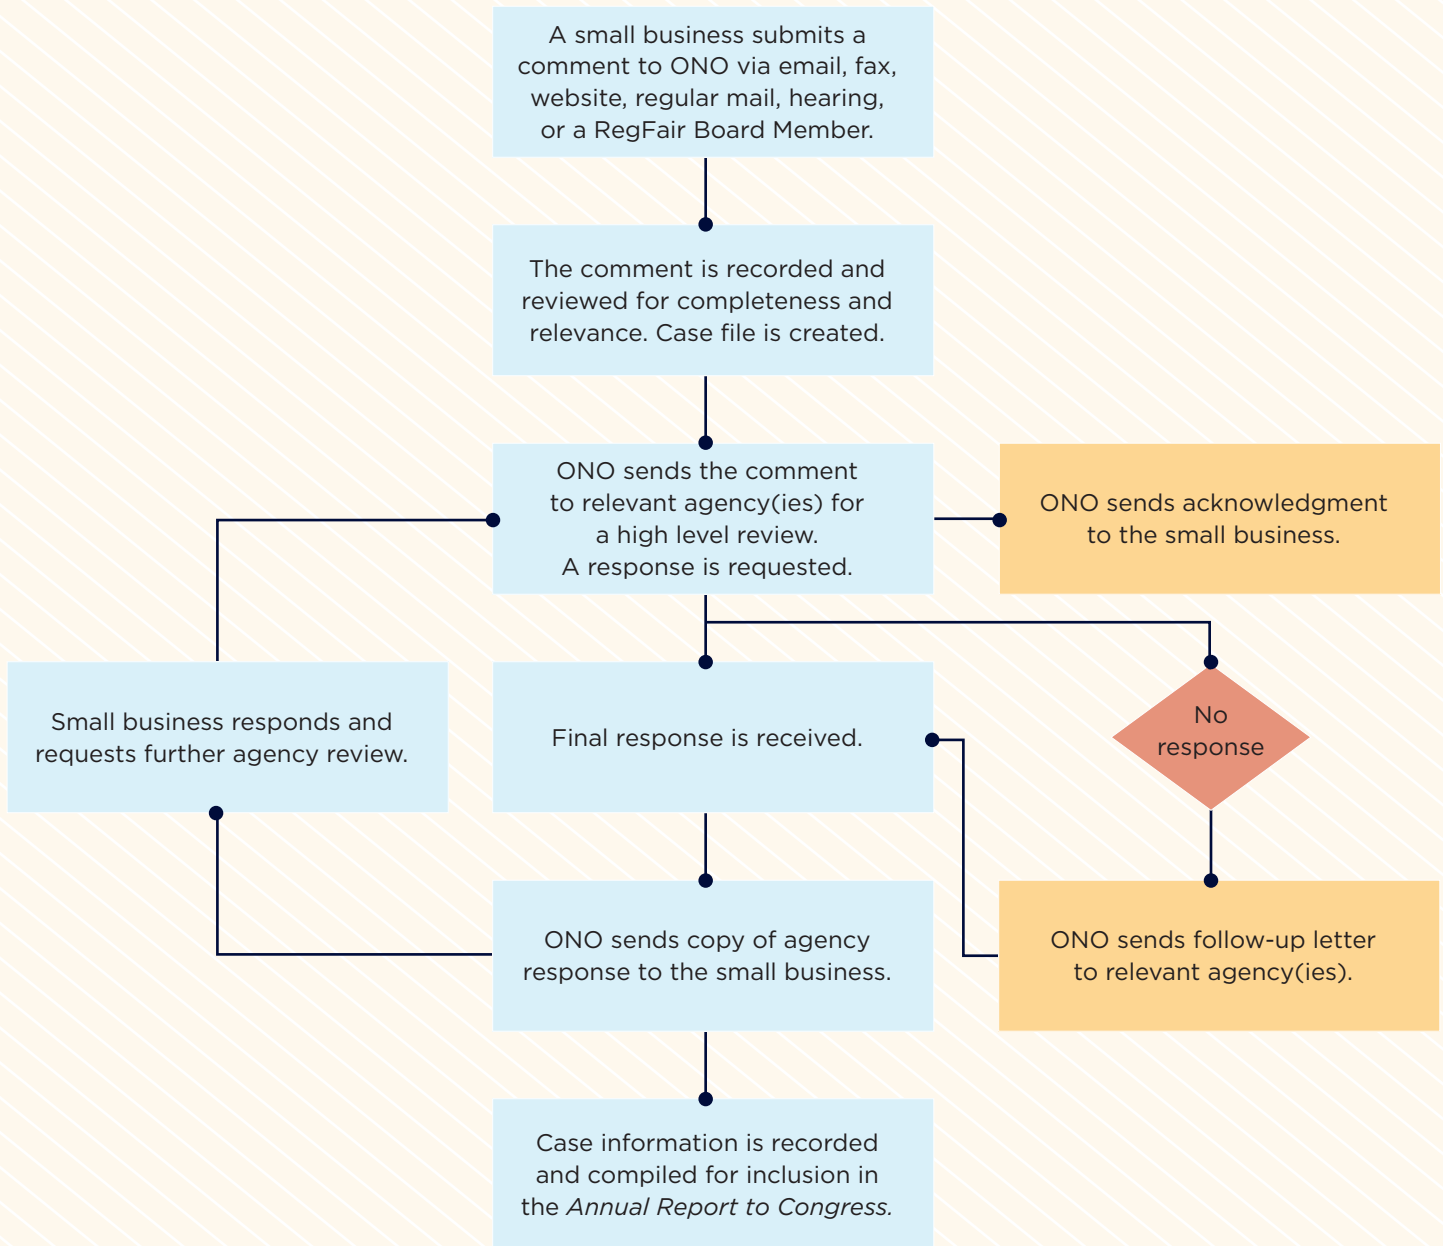 A small business submits a
comment to ONO via email, fax,
website, regular mail, hearing,
or a RegFair Board Member.
The comment is recorded and
reviewed for completeness and
relevance. Case file is created.
ONO sends the comment
to relevant agency(ies) for
a high level review.
A response is requested.
ONO sends acknowledgment
to the small business.
Small business responds and
requests further agency review.
Final response is received.
No
response
ONO sends copy of agency
response to the small business.
ONO sends follow-up letter
to relevant agency(ies).
Case information is recorded
and compiled for inclusion in
the Annual Report to Congress.